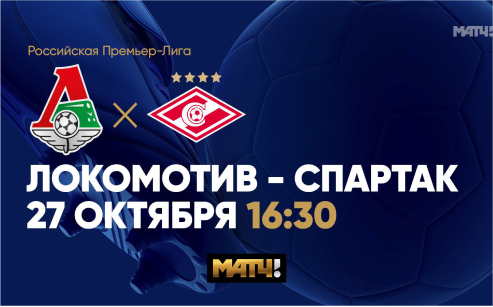 МАТЧ!
Российская Премьер-Лига
ЛОКОМОТИВ - СПАРТАК
27 ОКТЯБРЯ 16:30
МАТЧ!